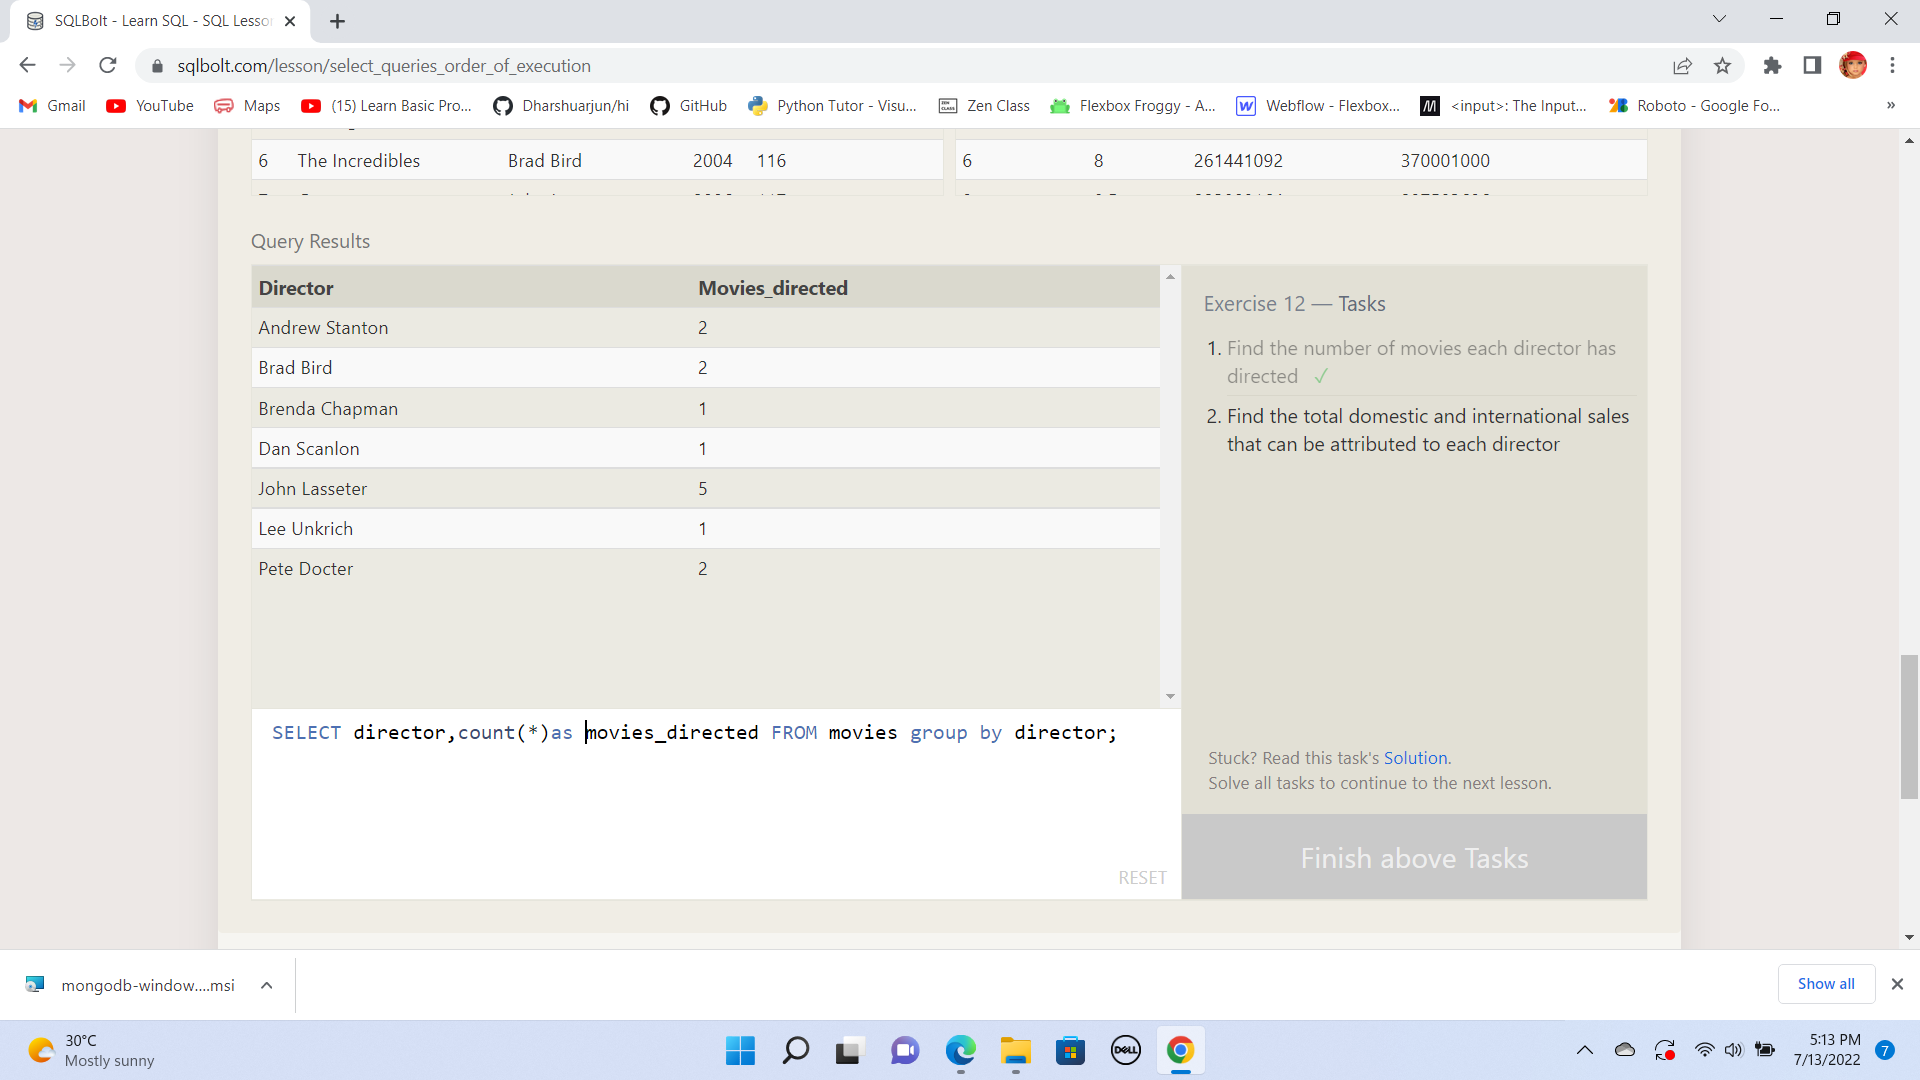 SQLBolt - Learn SQL - SQL Lesso
sqlbolt.com/lesson/select_queries_order_of_execution
Gmail YouTube Maps (15) Learn Basic Pro... Dharshuarjun/hi GitHub Python Tutor - Visu... Zen Class Flexbox Froggy - A... Webflow - Flexbox... <input>: The Input... Roboto - Google Fo... »
6 The Incredibles Brad Bird 2004 116 6 8 261441092 370001000
Query Results
Director Movies_directed
Andrew Stanton 2
Brad Bird 2
Brenda Chapman 1
Dan Scanlon 1
John Lasseter 5
Lee Unkrich 1
Pete Docter 2
SELECT director,count(*)as movies_directed FROM movies group by director;
RESET
Exercise 12 — Tasks
1. Find the number of movies each director has
directed ✓
2. Find the total domestic and international sales
that can be attributed to each director
Stuck? Read this task's Solution.
Solve all tasks to continue to the next lesson.
Finish above Tasks
mongodb-window....msi
Show all
30°C
Mostly sunny
DELL
5:13 PM
7/13/2022
7